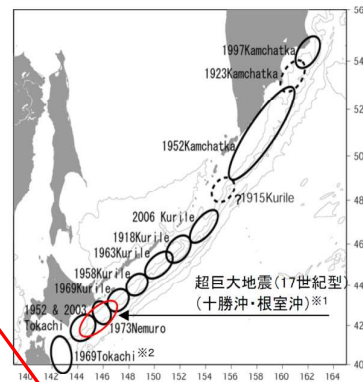 1997Kamchatka
1923Kamchatka
1952Kamchatka
?1915Kurile
2006 Kurile
1918Kurile
1963Kurile
1958Kurile
1969Kurile
1952 & 2003
Tokachi
1973Nemuro
1969Tokachi※2
超巨大地震(17世紀型)
(十勝沖・根室沖)※1
56
54
52
50
48
46
44
42
40
140 142 144 146 148 150 152 154 156 158 160 162 164